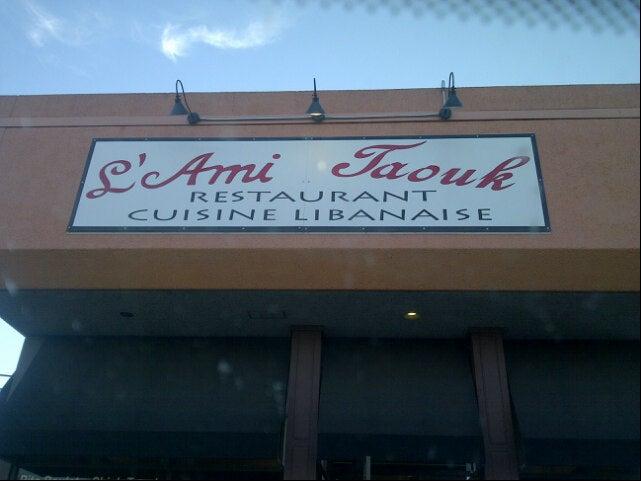 L'Ami Taouk
RESTAURANT
CUISINE LIBANAISE